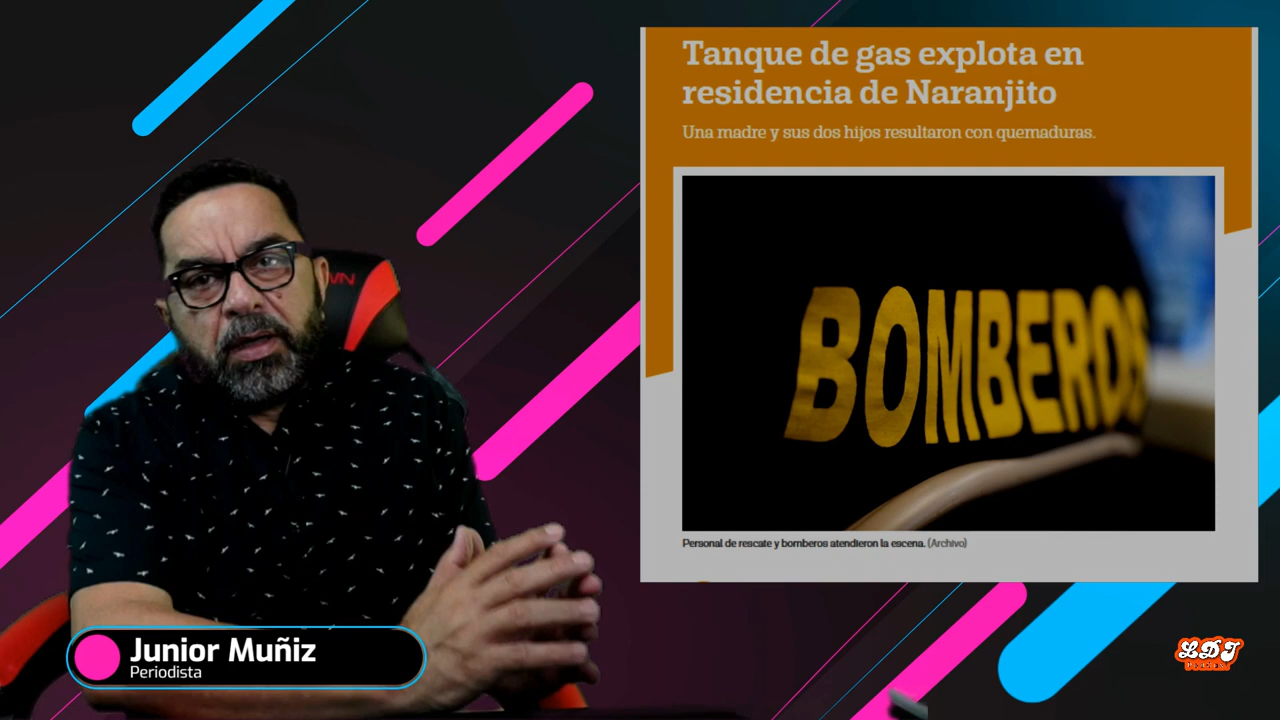 Tanque de gas explota en
residencia de Naranjito
Una madre y sus dos hijos resultaron con quemaduras.
BOMBEROS
Personal de rescate y bomberos atendieron la escena. (Archivo)
Junior Muñiz
Periodista
LDJ